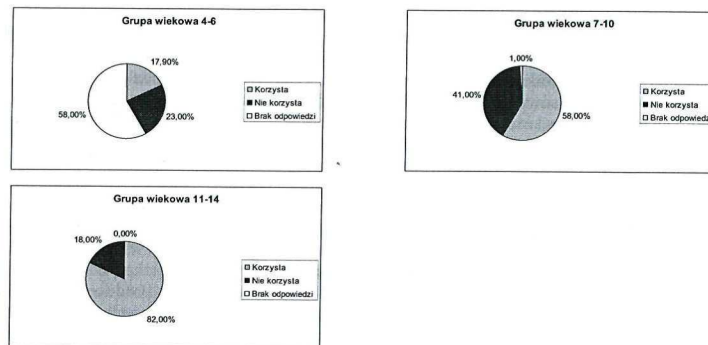 Grupa wiekowa 4-6
17,90%
58,00%
23,00%
Korzysta
Nie korzysta
Brak odpowiedzi
Grupa wiekowa 7-10
1,00%
41,00%
58,00%
Korzysta
Nie korzysta
Brak odpowiedzi
Grupa wiekowa 11-14
18,00%
0,00%
82,00%
Korzysta
Nie korzysta
Brak odpowiedzi